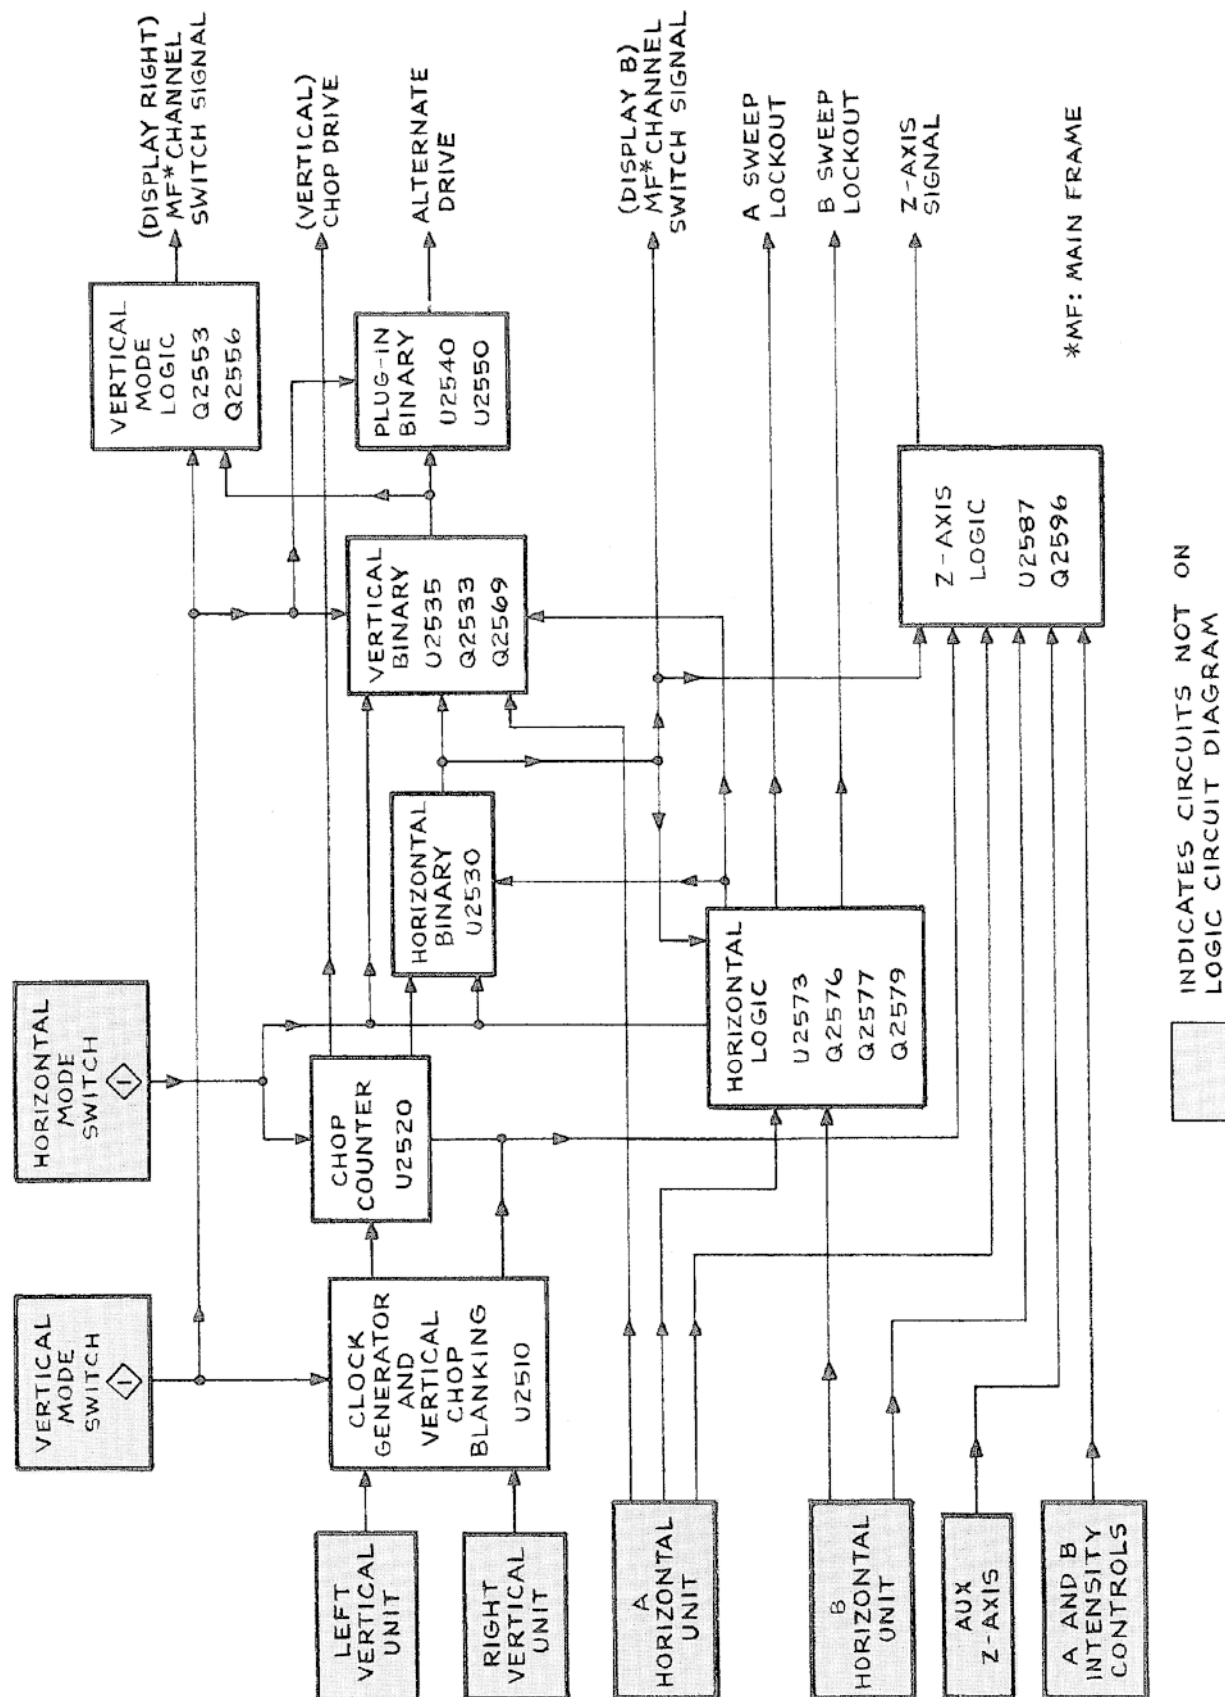 VERTICAL
MODE
SWITCH
1
HORIZONTAL
MODE
SWITCH
1
VERTICAL
MODE
LOGIC
Q2553
Q2556
(DISPLAY RIGHT)
MF* CHANNEL
SWITCH SIGNAL
(VERTICAL)
CHOP DRIVE
LEFT
VERTICAL
UNIT
RIGHT
VERTICAL
UNIT
CLOCK
GENERATOR
AND
VERTICAL
CHOP
BLANKING
U2510
CHOP
COUNTER
U2520
HORIZONTAL
BINARY
U2530
VERTICAL
BINARY
U2535
Q2533
Q2569
PLUG-IN
BINARY
U2540
U2550
ALTERNATE
DRIVE
(DISPLAY B)
MF* CHANNEL
SWITCH SIGNAL
A
HORIZONTAL
UNIT
HORIZONTAL
LOGIC
U2573
Q2576
Q2577
Q2579
A SWEEP
LOCKOUT
B SWEEP
LOCKOUT
B
HORIZONTAL
UNIT
AUX
Z-AXIS
A AND B
INTENSITY
CONTROLS
Z-AXIS
LOGIC
U2587
Q2596
Z-AXIS
SIGNAL
*MF: MAIN FRAME
INDICATES CIRCUITS NOT ON
LOGIC CIRCUIT DIAGRAM